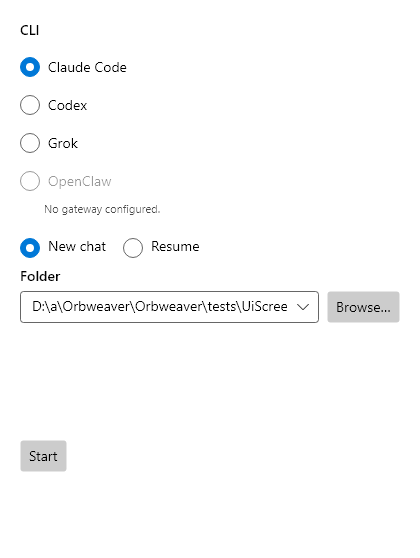 CLI
Claude Code
Codex
Grok
OpenClaw
No gateway configured.
New chat Resume
Folder
D:\a\Orbweaver\Orbweaver\tests\UiScree Browse...
Start